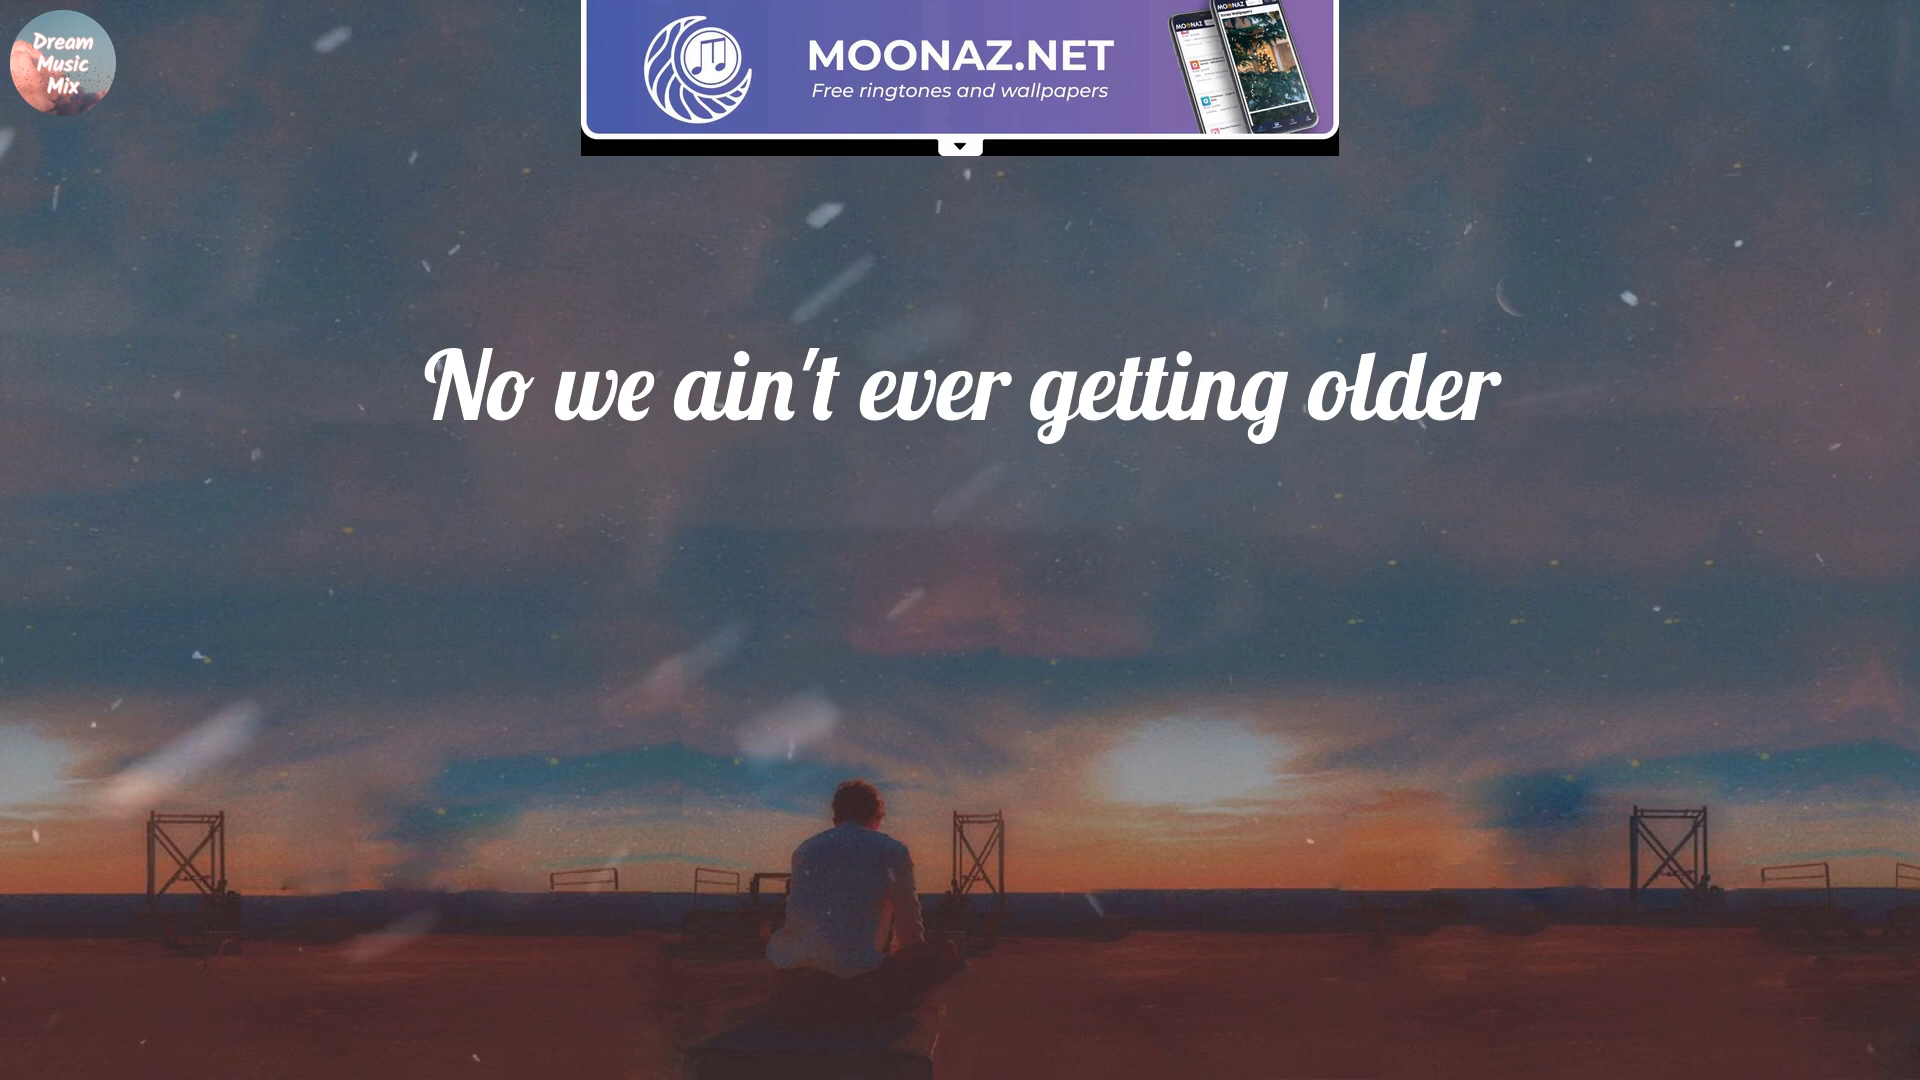 Dream
Music
Mix
MOONAZ.NET
Free ringtones and wallpapers
No we ain't ever getting older